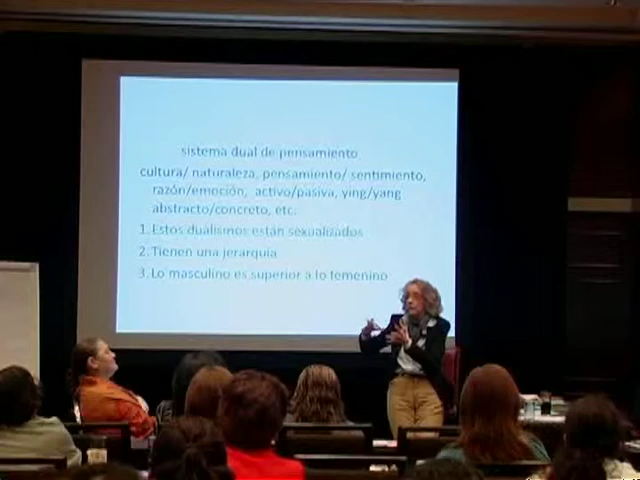 sistema dual de pensamiento
cultura/ naturaleza, pensamiento/ sentimiento,
razón/emoción, activo/pasiva, ying/yang
abstracto/concreto, etc.
1. Estos dualismos están sexualizados
2. Tienen una jerarquia
3. Lo masculino es superior a lo femenino